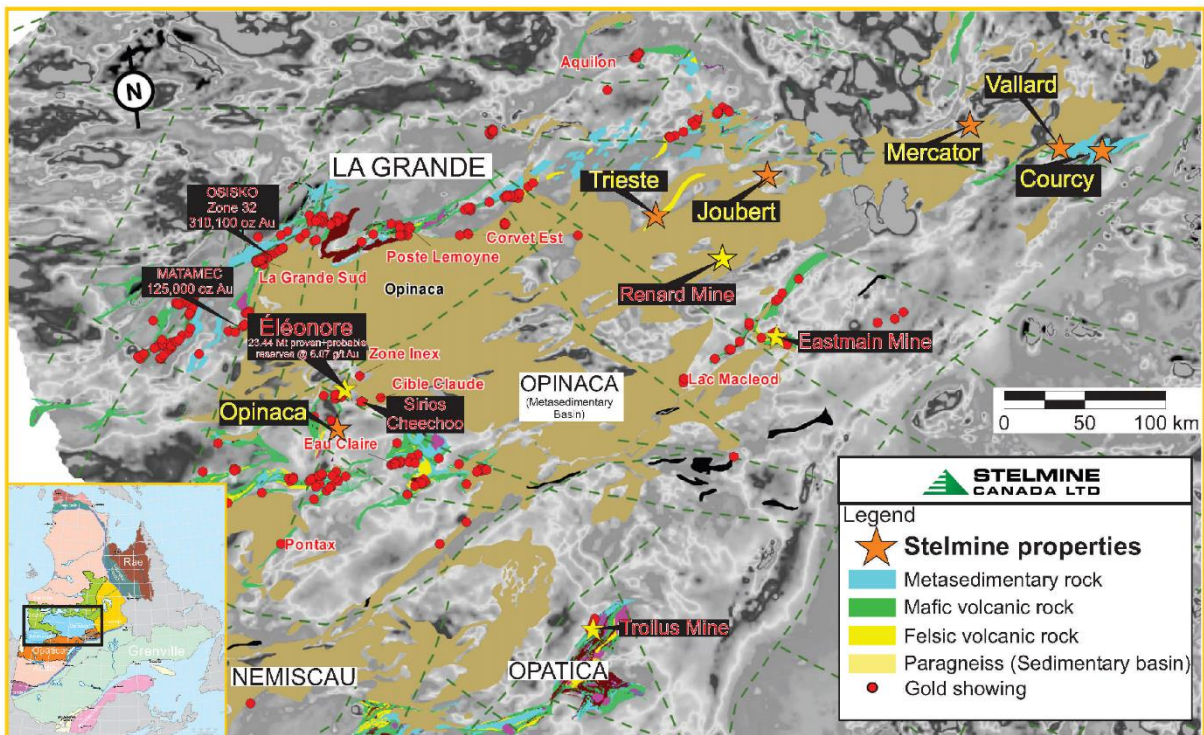 N
Aquilon
Vallard
LA GRANDE
Mercator
Trieste
Courcy
OSISKO
Zone 32
310,100 oz Au
Joubert
Corvet Est
Poste Lemoyne
La Grande Sud
MATAMEC
125,000 oz Au
Opinaca
Renard Mine
Éléonore
23.44 Mt proven+probable
reserves @ 6.07 g/t Au
Zone Inex
Eastmain Mine
Cible Claude
OPINACA
(Metasedimentary
Basin)
Lac Macleod
Sirios
Cheechoo
Opinaca
0 50 100 km
Eau Claire
Pontax
Troilus Mine
NEMISCAU
OPATICA
STELMINE
CANADA LTD
Legend
Stelmine properties
Metasedimentary rock
Mafic volcanic rock
Felsic volcanic rock
Paragneiss (Sedimentary basin)
Gold showing
Rae
Opatica
Grenville